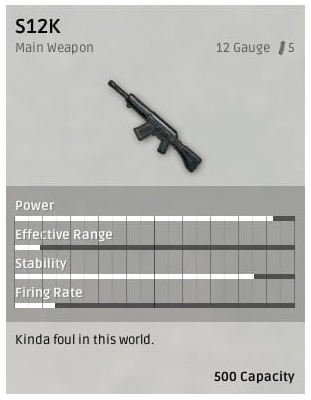 S12K
Main Weapon 12 Gauge 5
Power
Effective Range
Stability
Firing Rate
Kinda foul in this world.
500 Capacity